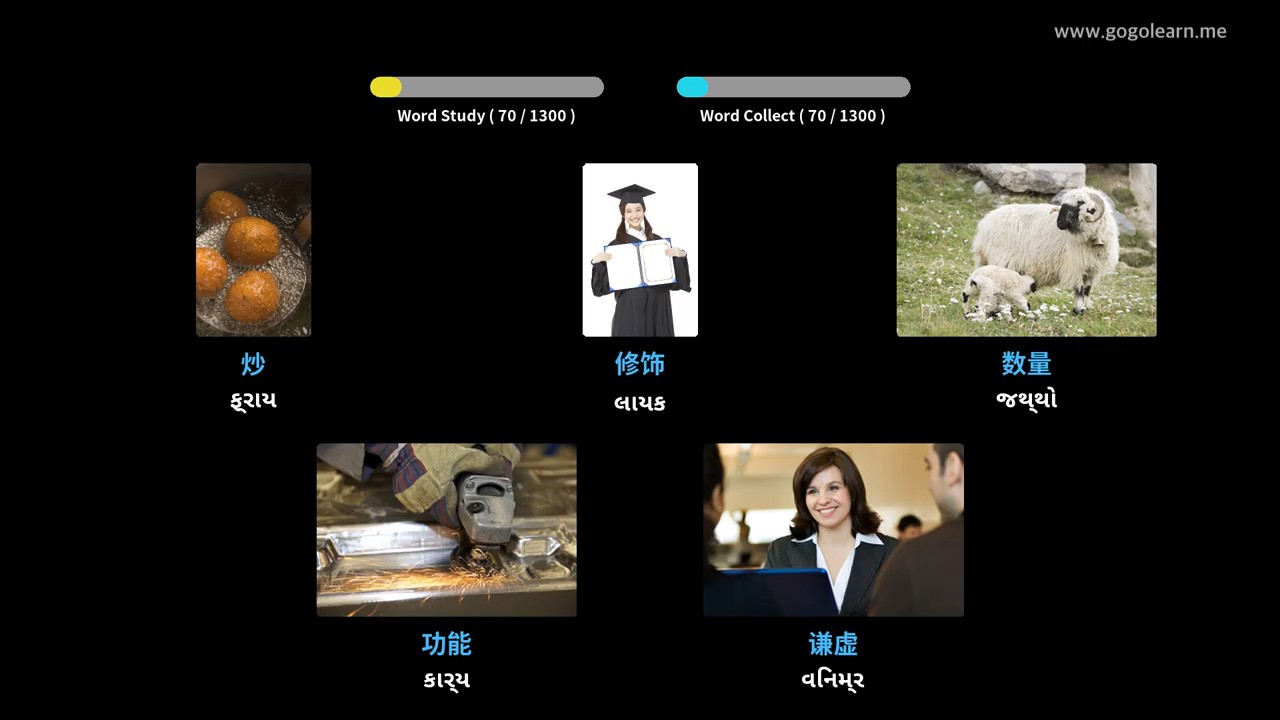 www.gogolearn.me
Word Study ( 70 / 1300 )
Word Collect ( 70 / 1300 )
炒
ફ્રાય
修饰
લાયક
数量
જથ્થો
功能
કાર્ય
谦虚
વનિમ્ર